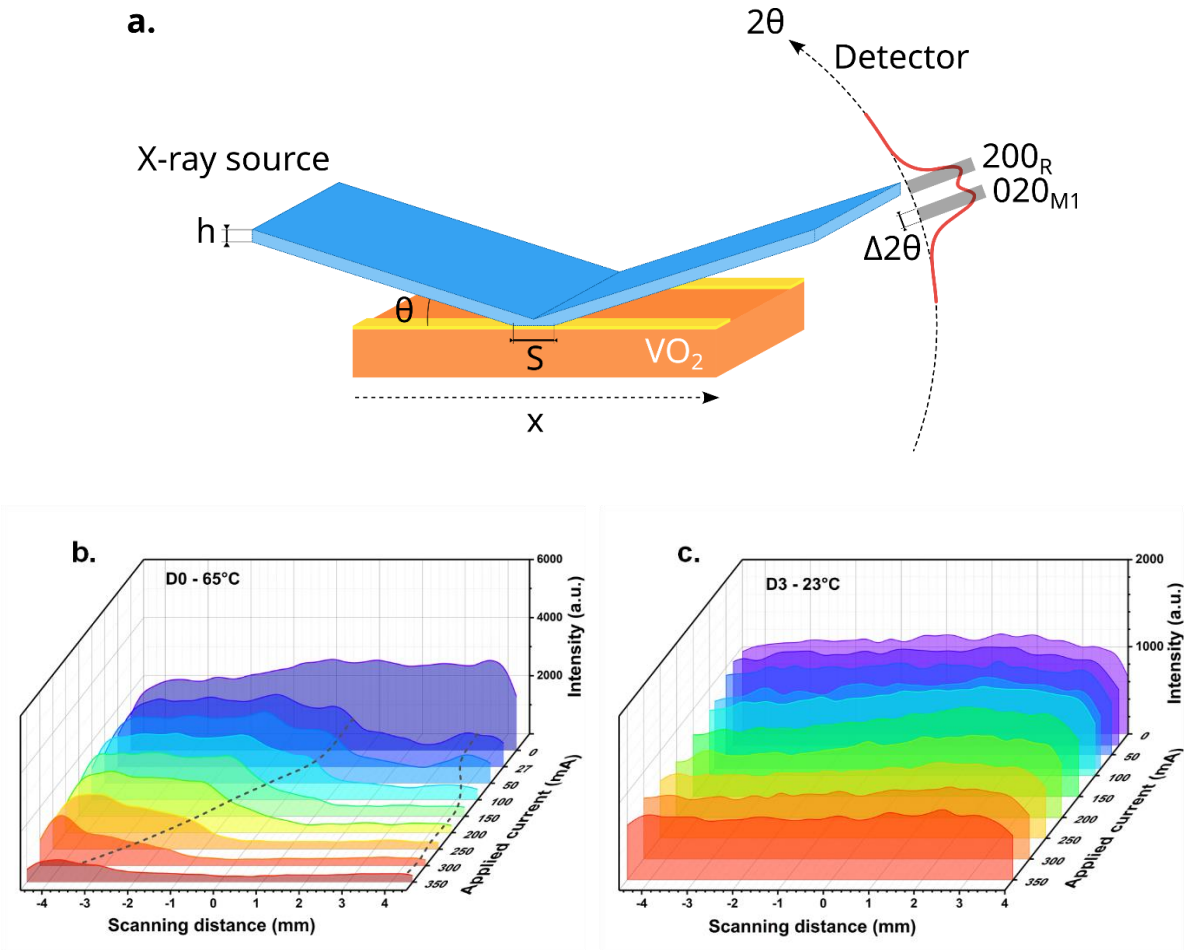 a.
2θ
Detector
X-ray source
200R
020M1
h
Δ2θ
θ
S
VO2
x
b.
D0 - 65°C
6000
4000
2000
Intensity (a.u.)
0
27
50
100
150
200
250
300
350
Applied current (mA)
-4 -3 -2 -1 0 1 2 3 4
Scanning distance (mm)
c.
D3 - 23°C
2000
1000
Intensity (a.u.)
0
50
100
150
200
250
300
350
Applied current (mA)
-4 -3 -2 -1 0 1 2 3 4
Scanning distance (mm)